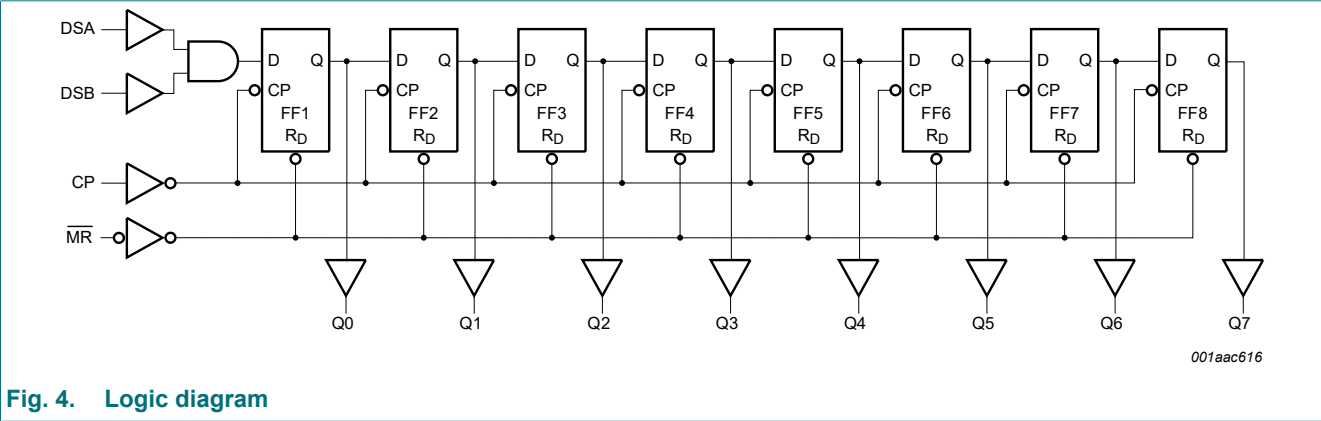 DSA
DSB
CP
MR
D Q
CP
FF1
RD
D Q
CP
FF2
RD
D Q
CP
FF3
RD
D Q
CP
FF4
RD
D Q
CP
FF5
RD
D Q
CP
FF6
RD
D Q
CP
FF7
RD
D Q
CP
FF8
RD
Q0 Q1 Q2 Q3 Q4 Q5 Q6 Q7
001aac616
Fig. 4. Logic diagram